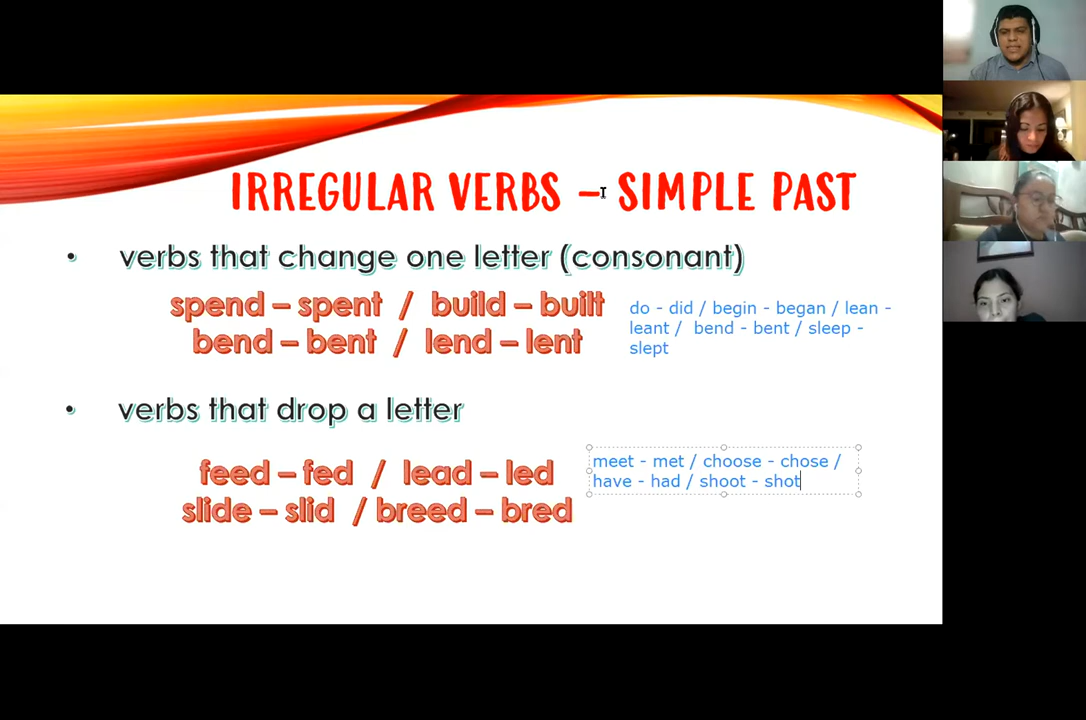 IRREGULAR VERBS – SIMPLE PAST
• verbs that change one letter (consonant)
spend – spent / build – built
bend – bent / lend – lent
do - did / begin - began / lean -
leant / bend - bent / sleep -
slept
• verbs that drop a letter
feed – fed / lead – led
slide – slid / breed – bred
meet - met / choose - chose /
have - had / shoot - shot